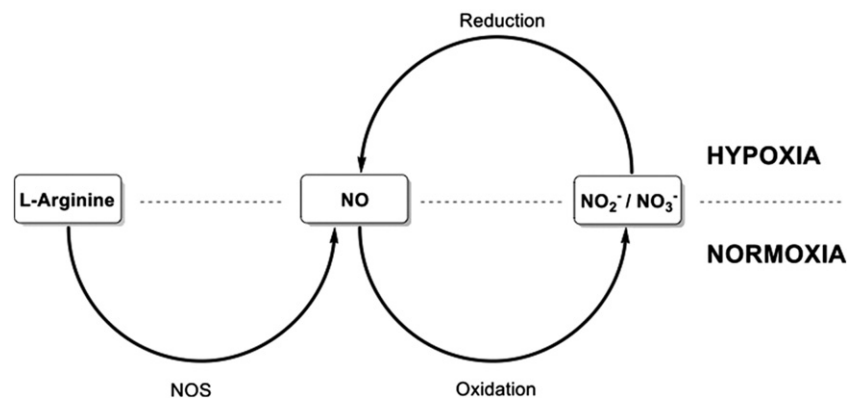 Reduction
HYPOXIA
L-Arginine
NO
NO₂⁻ / NO₃⁻
NORMOXIA
NOS
Oxidation